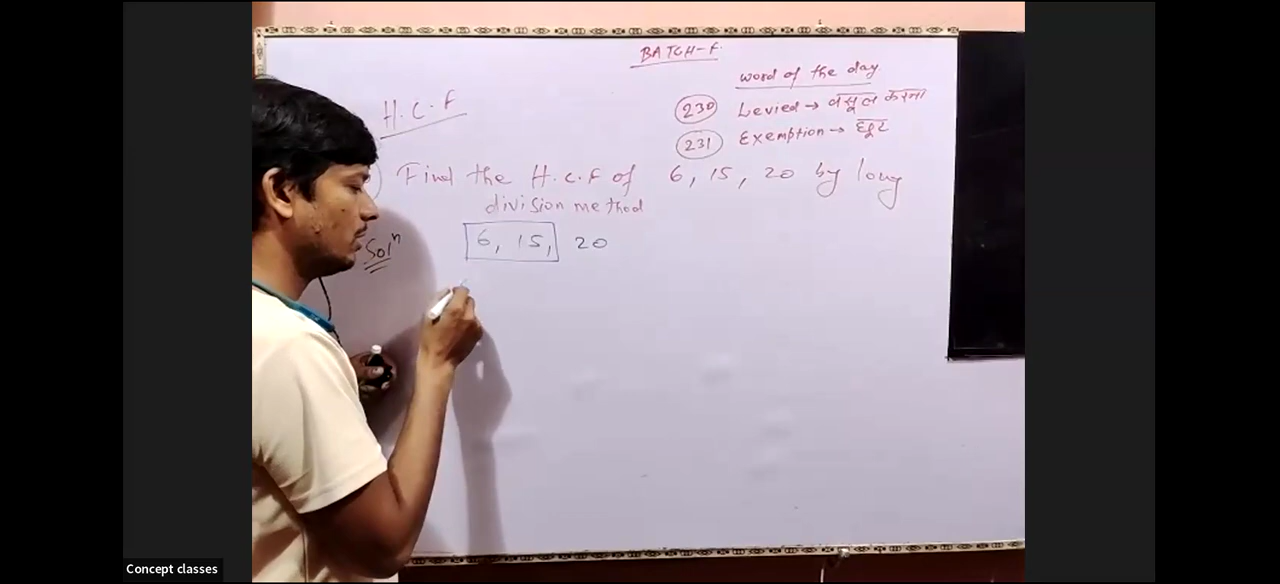 BATCH-F.
word of the day
H.C.F
230 Levied → वसूल करना
231 Exemption → छूट
Find the H.C.F of 6, 15, 20 by long
division method
Solⁿ 6, 15, 20
Concept classes